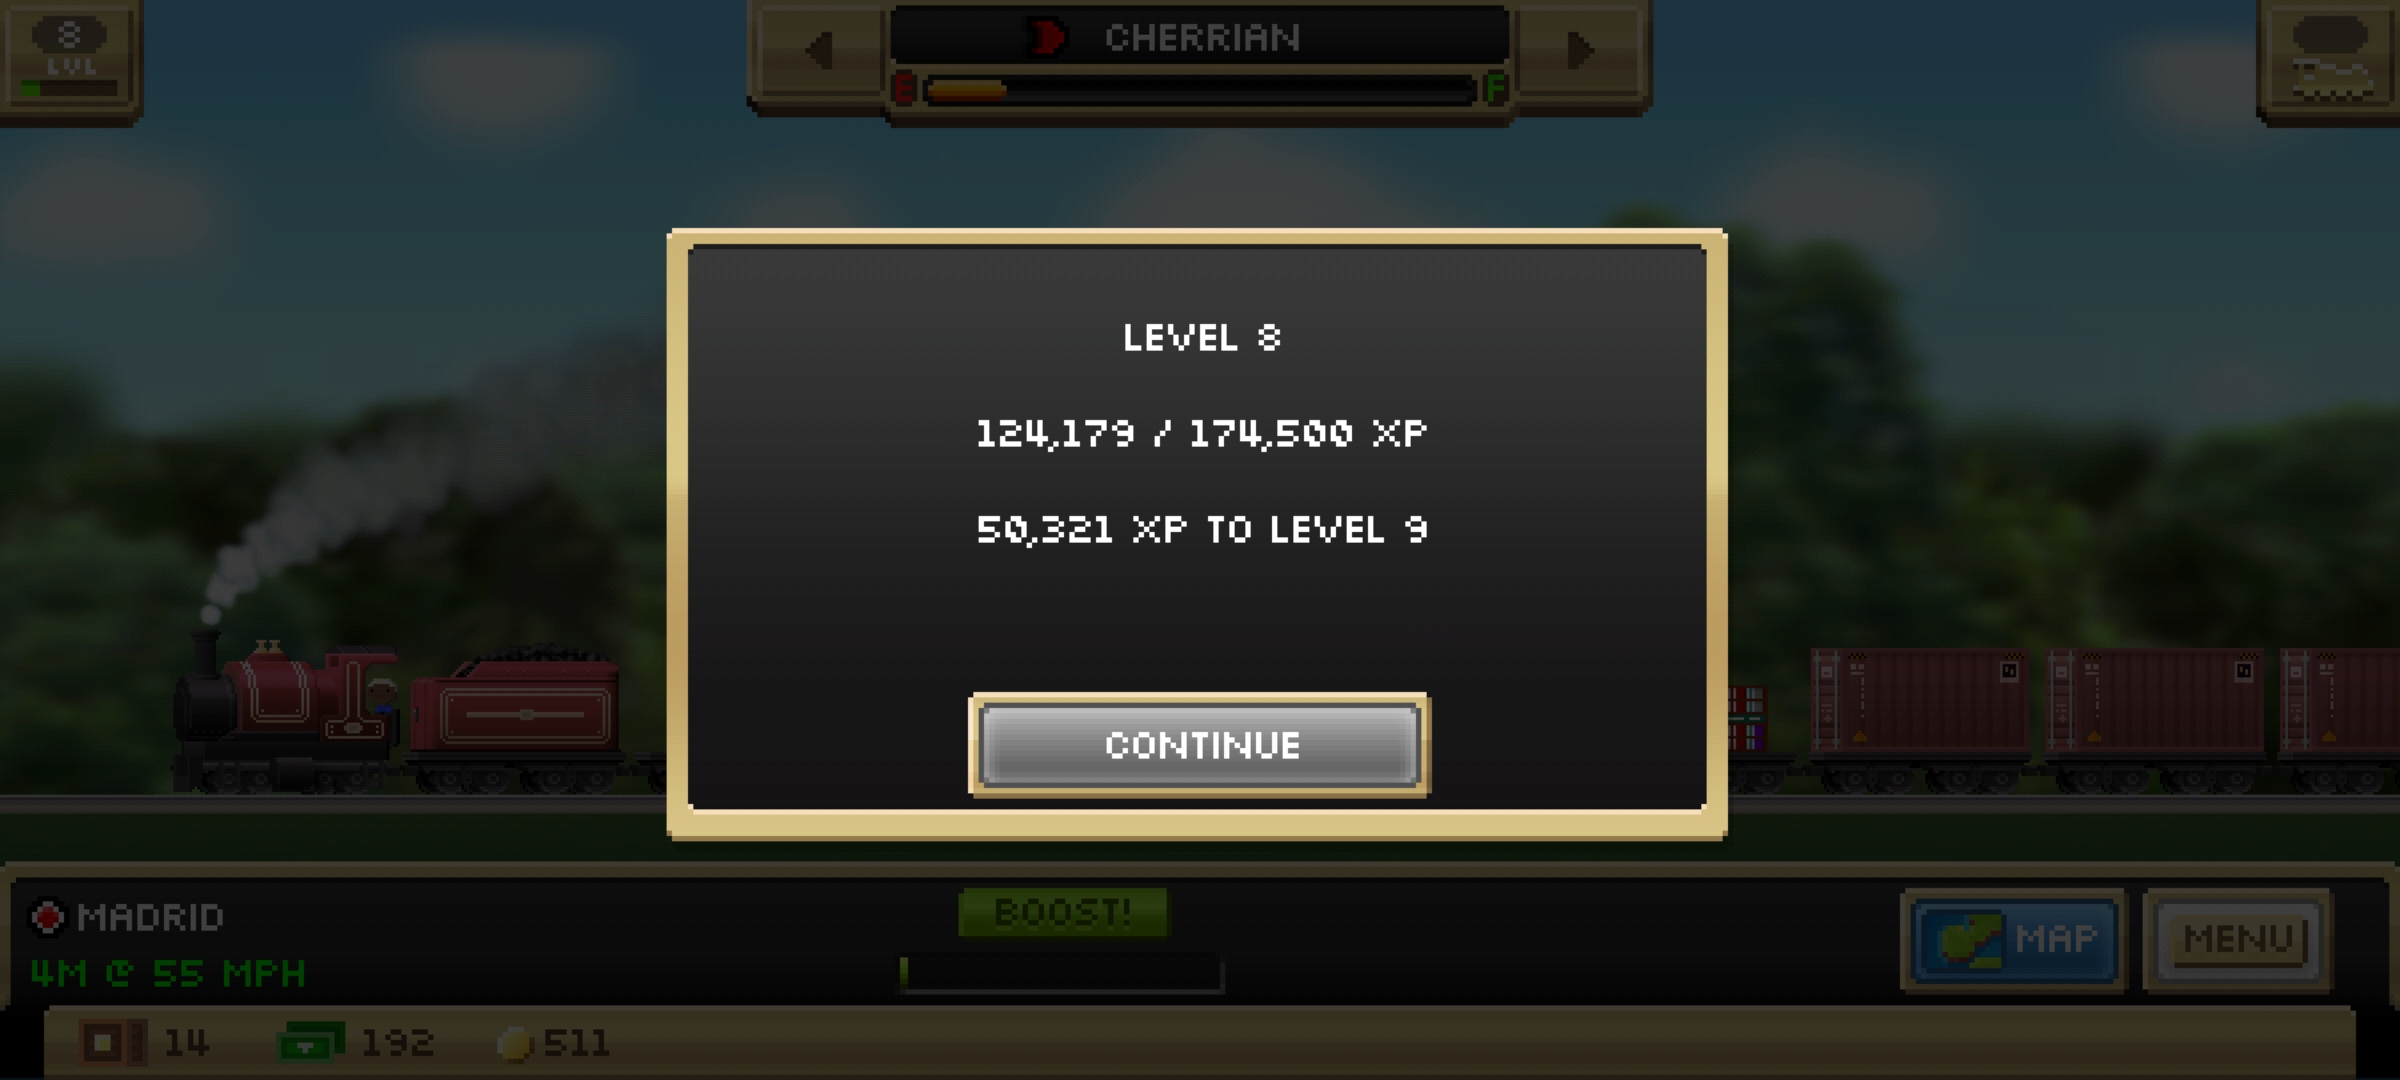 8
LVL
CHERRIAN
E F
LEVEL 8
124,179 / 174,500 XP
50,321 XP TO LEVEL 9
CONTINUE
MADRID
4M @ 55 MPH
BOOST!
MAP
MENU
14 192 511